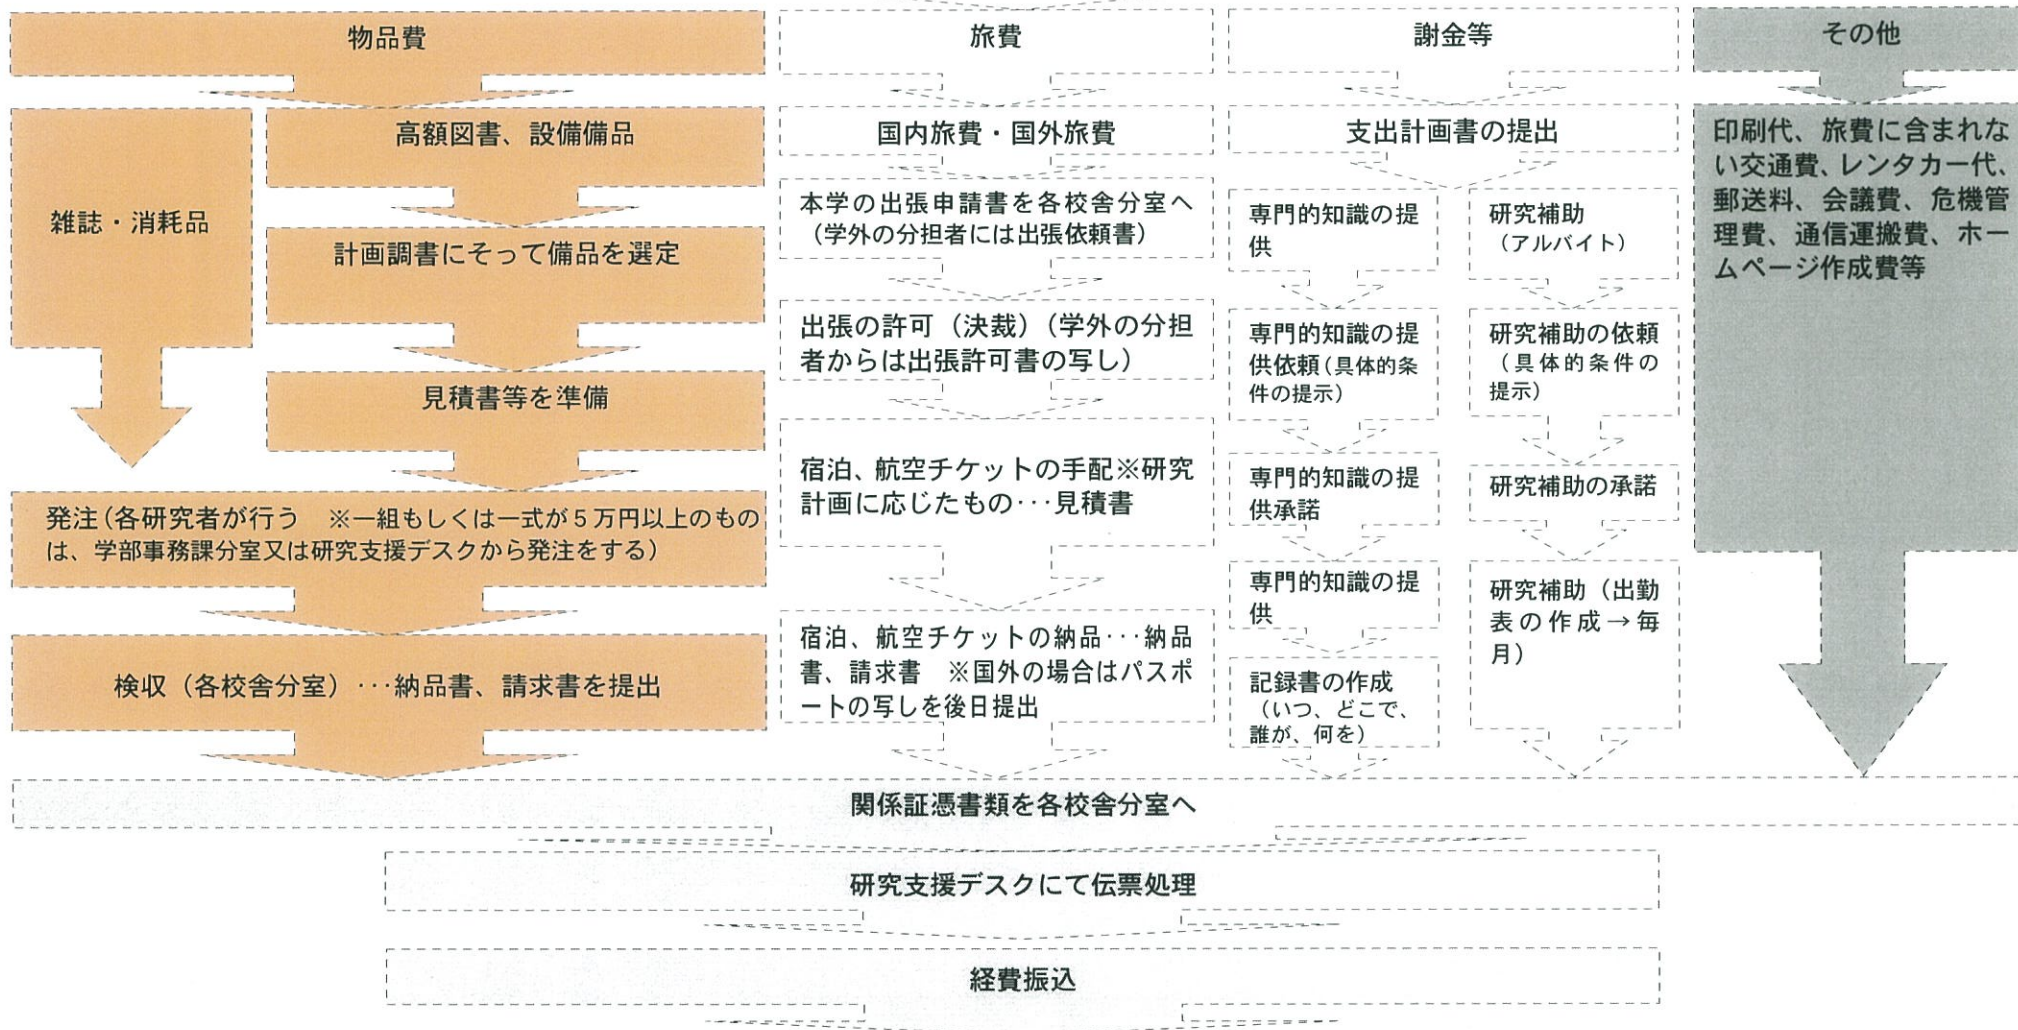 物品費
雑誌・消耗品
高額図書、設備備品
計画調書にそって備品を選定
見積書等を準備
発注(各研究者が行う　※一組もしくは一式が5万円以上のもの
は、学部事務課分室又は研究支援デスクから発注をする)
検収（各校舎分室）･･･納品書、請求書を提出
旅費
国内旅費・国外旅費
本学の出張申請書を各校舎分室へ
（学外の分担者には出張依頼書）
出張の許可（決裁）（学外の分担
者からは出張許可書の写し）
宿泊、航空チケットの手配※研究
計画に応じたもの･･･見積書
宿泊、航空チケットの納品･･･納品
書、請求書　※国外の場合はパスポ
ートの写しを後日提出
謝金等
支出計画書の提出
専門的知識の提
供
専門的知識の提
供依頼(具体的条
件の提示)
専門的知識の提
供承諾
専門的知識の提
供
記録書の作成
（いつ、どこで、
誰が、何を）
研究補助
（アルバイト）
研究補助の依頼
（具体的条件の
提示）
研究補助の承諾
研究補助（出勤
表の作成→毎
月）
その他
印刷代、旅費に含まれな
い交通費、レンタカー代、
郵送料、会議費、危機管
理費、通信運搬費、ホー
ムページ作成費等
関係証憑書類を各校舎分室へ
研究支援デスクにて伝票処理
経費振込